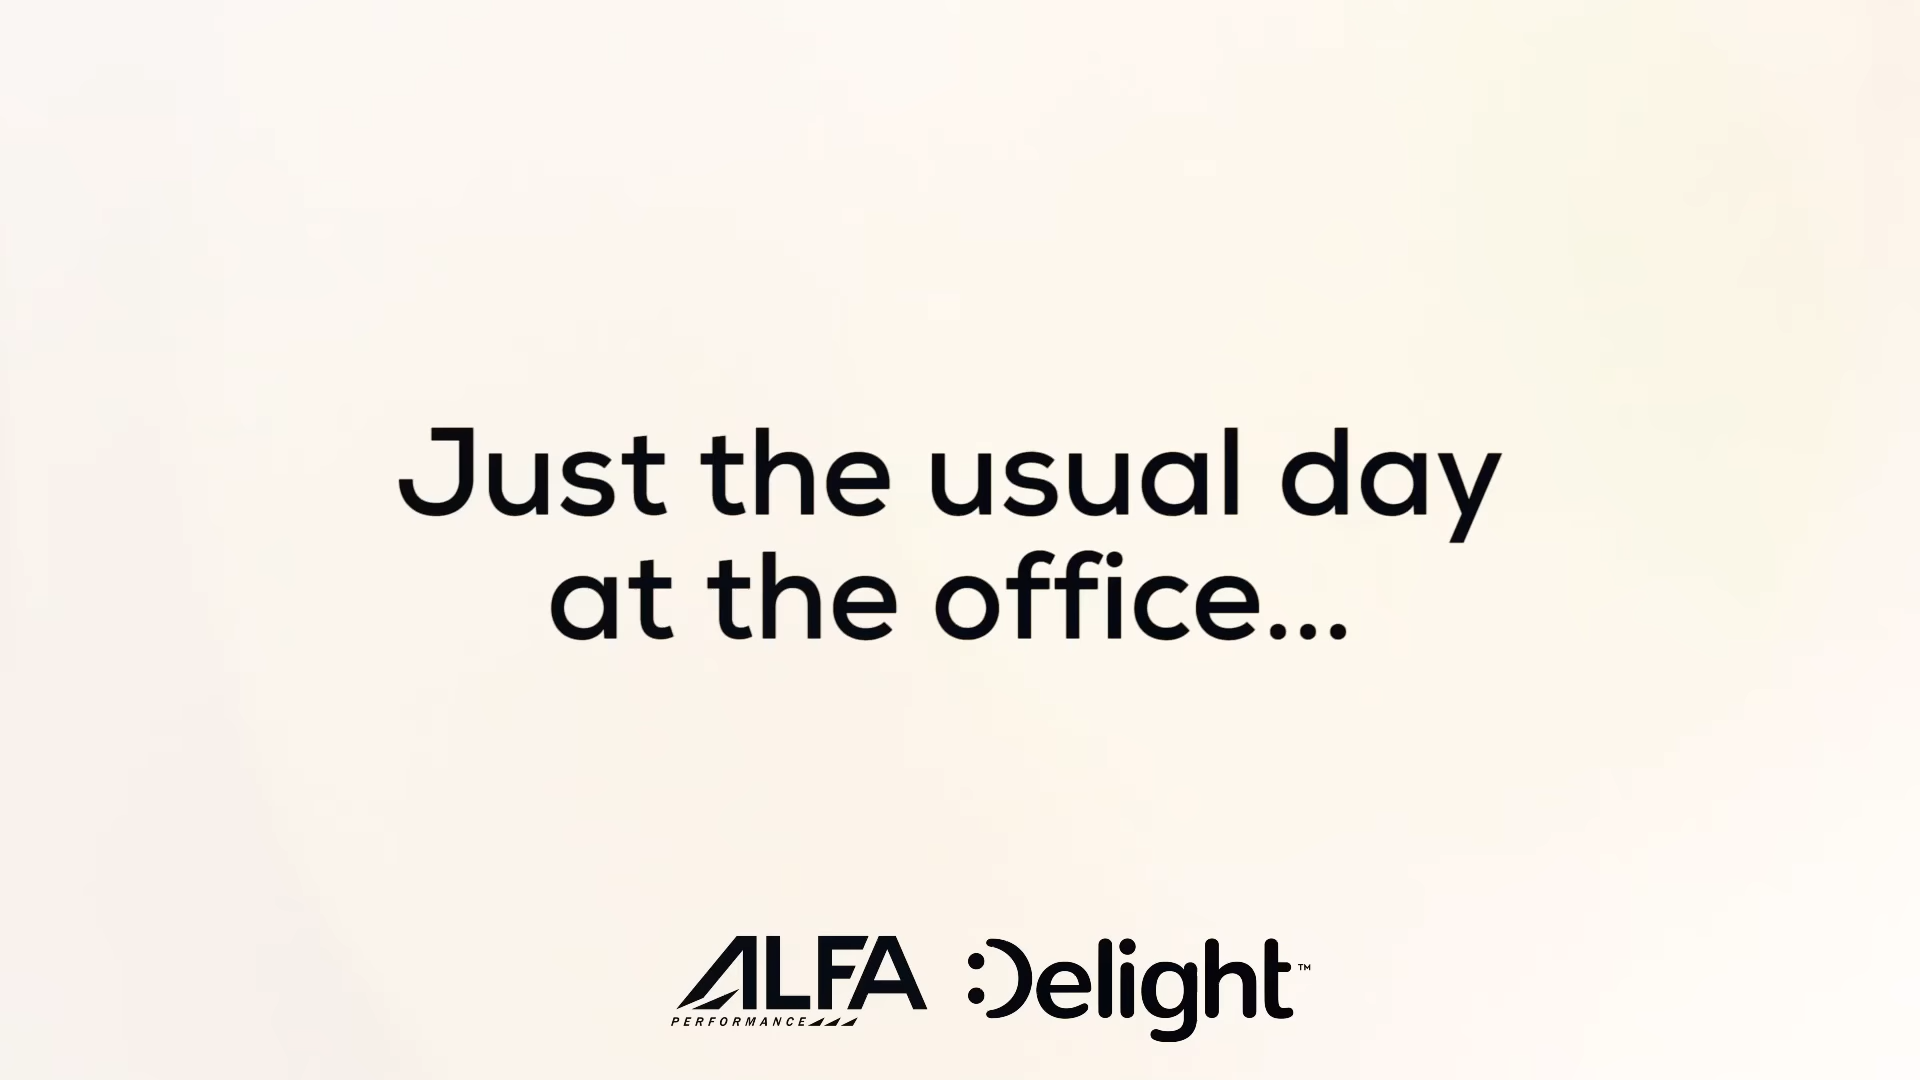 Just the usual day
at the office...
ALFA
PERFORMANCE
:Delight™